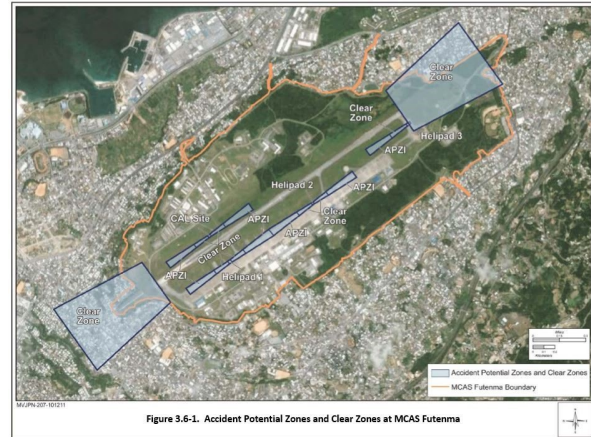 Clear
Zone
Clear
Zone
Helipad 3
APZI
Helipad 2
APZI
CAL Site
APZI
Clear
Zone
APZI
Clear Zone
APZI
Helipad 1
Clear
Zone
Accident Potential Zones and Clear Zones
MCAS Futenma Boundary
MVJPN-207-101211
Figure 3.6-1. Accident Potential Zones and Clear Zones at MCAS Futenma